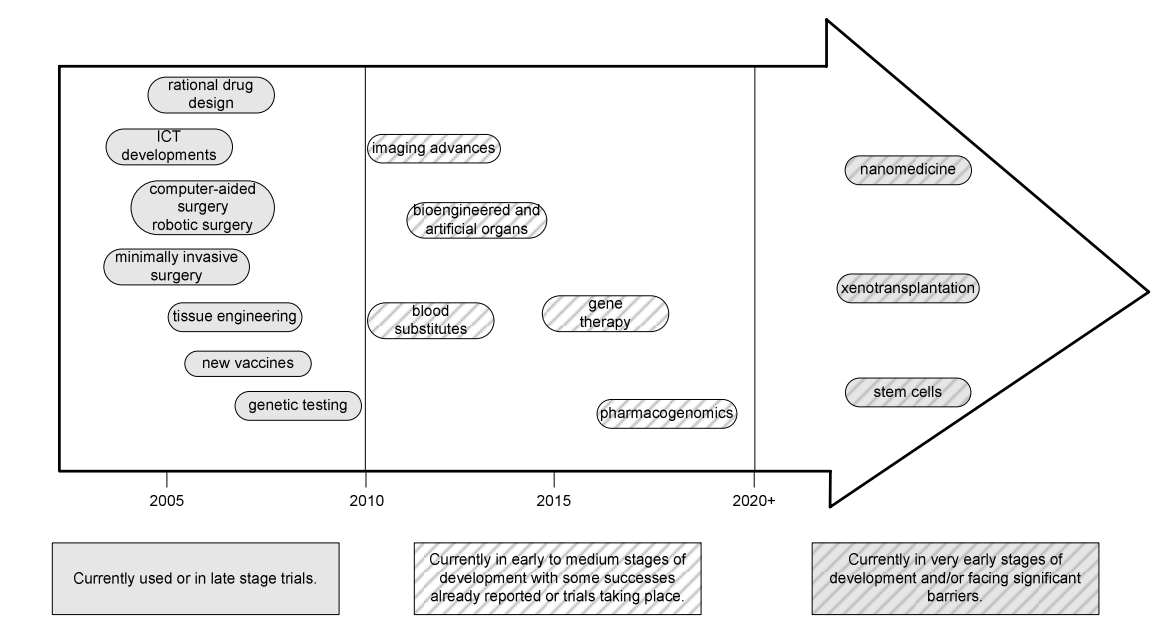 rational drug
design
ICT
developments
computer-aided
surgery
robotic surgery
minimally invasive
surgery
tissue engineering
new vaccines
genetic testing
imaging advances
bioengineered and
artificial organs
blood
substitutes
gene
therapy
pharmacogenomics
nanomedicine
xenotransplantation
stem cells
2005
2010
2015
2020+
Currently used or in late stage trials.
Currently in early to medium stages of
development with some successes
already reported or trials taking place.
Currently in very early stages of
development and/or facing significant
barriers.